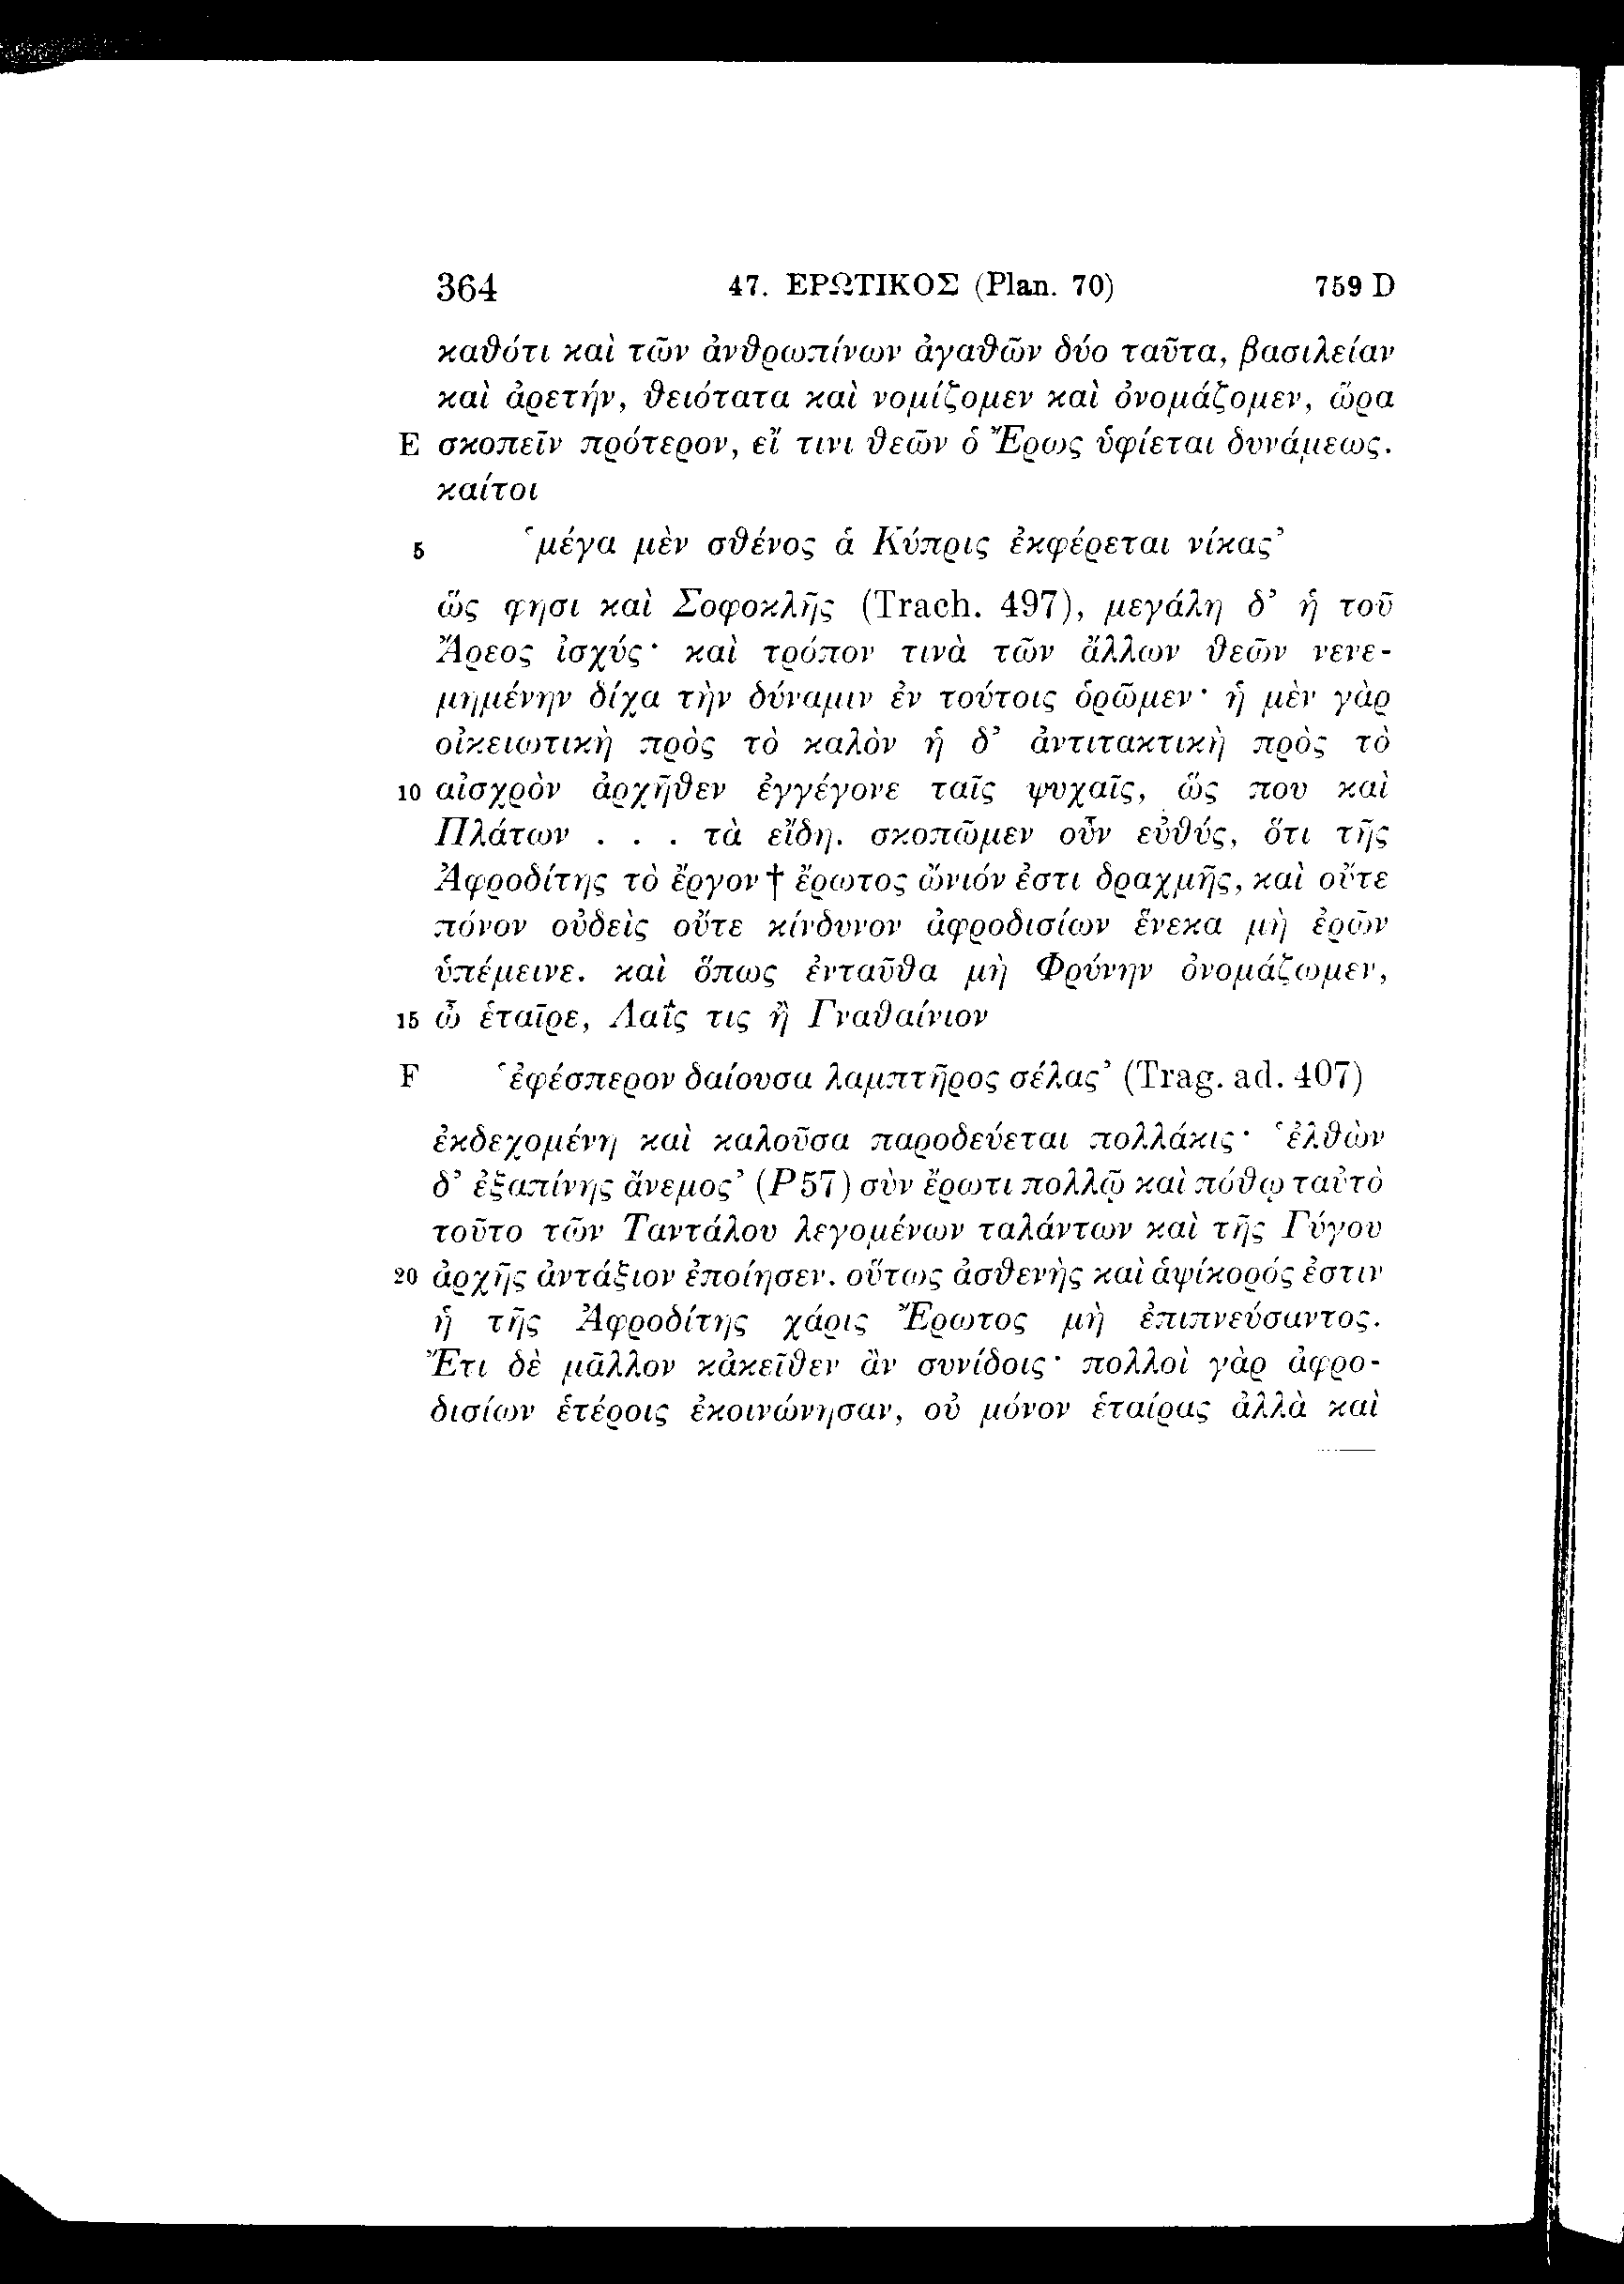 364 47. ΕΡΩΤΙΚΟΣ (Plan. 70) 759 D
καθότι καὶ τῶν ἀνθρωπίνων ἀγαθῶν δύο ταῦτα, βασιλείαν
καὶ ἀρετήν, θειότατα καὶ νομίζομεν καὶ ὀνομάζομεν, ὥρα
E σκοπεῖν πρότερον, εἴ τινι θεῶν ὁ Ἔρως ὑφίεται δυνάμεως.
καίτοι
5 ‘μέγα μὲν σθένος ἁ Κύπρις ἐκφέρεται νίκας’
ὥς φησι καὶ Σοφοκλῆς (Trach. 497), μεγάλη δ’ ἡ τοῦ
Ἄρεος ἰσχύς· καὶ τρόπον τινὰ τῶν ἄλλων θεῶν νενε-
μημένην δίχα τὴν δύναμιν ἐν τούτοις ὁρῶμεν· ἡ μὲν γὰρ
οἰκειωτικὴ πρὸς τὸ καλὸν ἡ δ’ ἀντιτακτικὴ πρὸς τὸ
10 αἰσχρὸν ἀρχῆθεν ἐγγέγονε ταῖς ψυχαῖς, ὥς που καὶ
Πλάτων . . . τὰ εἴδη. σκοπῶμεν οὖν εὐθύς, ὅτι τῆς
Ἀφροδίτης τὸ ἔργον † ἔρωτος ὤνιόν ἐστι δραχμῆς, καὶ οὔτε
πόνον οὐδεὶς οὔτε κίνδυνον ἀφροδισίων ἕνεκα μὴ ἐρῶν
ὑπέμεινε. καὶ ὅπως ἐνταῦθα μὴ Φρύνην ὀνομάζωμεν,
15 ὦ ἑταῖρε, Λαΐς τις ἢ Γναθαίνιον
F ‘ἐφέσπερον δαίουσα λαμπτῆρος σέλας’ (Trag. ad. 407)
ἐκδεχομένη καὶ καλοῦσα παροδεύεται πολλάκις· ‘ἐλθὼν
δ’ ἐξαπίνης ἄνεμος’ (Ρ 57) σὺν ἔρωτι πολλῷ καὶ πόθῳ ταὐτὸ
τοῦτο τῶν Ταντάλου λεγομένων ταλάντων καὶ τῆς Γύγου
20 ἀρχῆς ἀντάξιον ἐποίησεν. οὕτως ἀσθενὴς καὶ ἁψίκορός ἐστιν
ἡ τῆς Ἀφροδίτης χάρις Ἔρωτος μὴ ἐπιπνεύσαντος.
Ἔτι δὲ μᾶλλον κἀκεῖθεν ἂν συνίδοις· πολλοὶ γὰρ ἀφρο-
δισίων ἑτέροις ἐκοινώνησαν, οὐ μόνον ἑταίρας ἀλλὰ καὶ